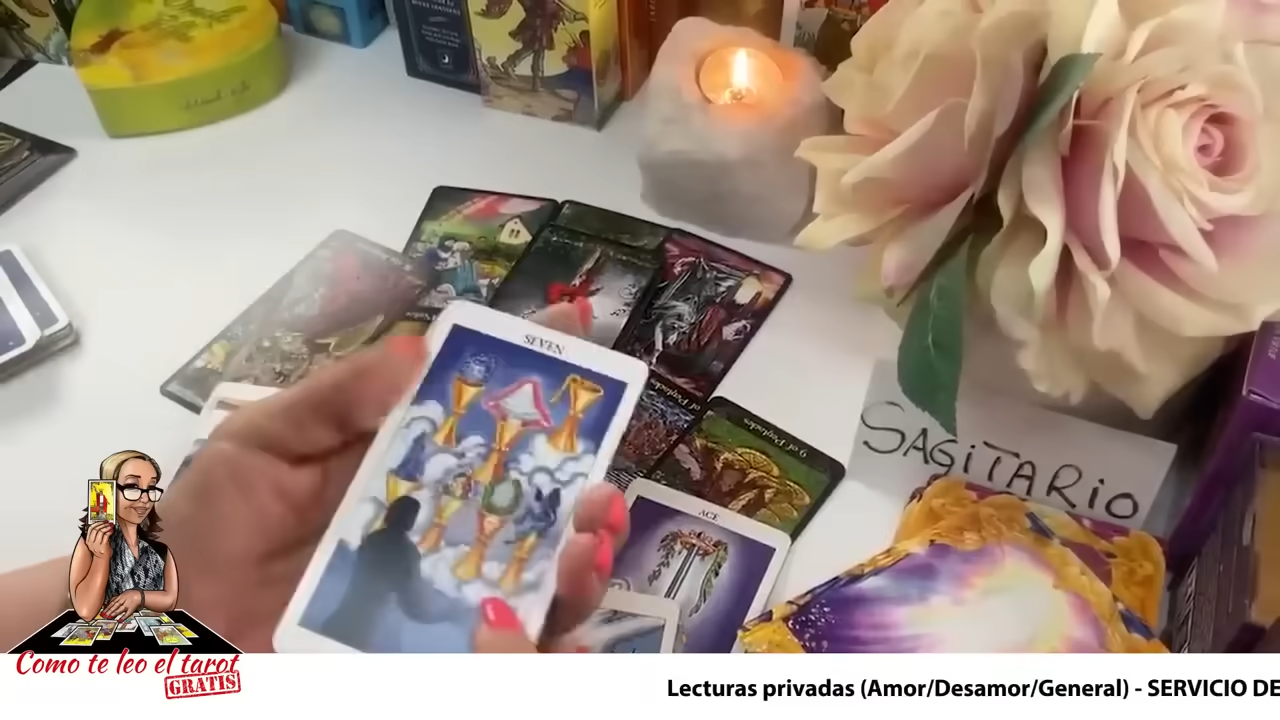 SEVEN
9 of Pentacles
of Pentacles
ACE
SAGiTARio
Como te leo el tarot
GRATIS
Lecturas privadas (Amor/Desamor/General) - SERVICIO DE